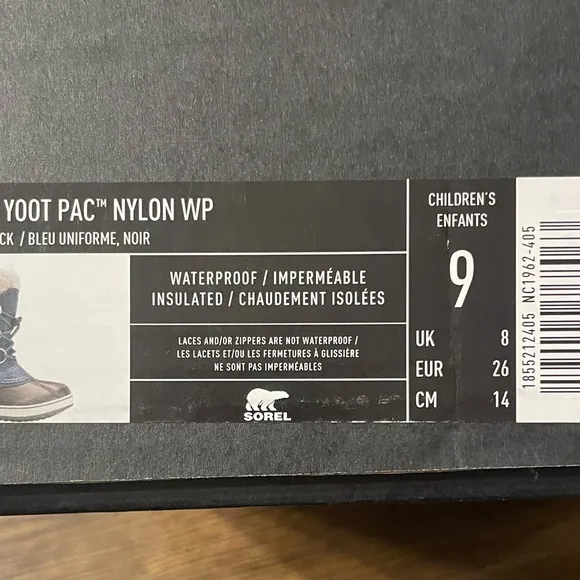 YOOT PAC™ NYLON WP
CK / BLEU UNIFORME, NOIR
WATERPROOF / IMPERMÉABLE
INSULATED / CHAUDEMENT ISOLÉES
LACES AND/OR ZIPPERS ARE NOT WATERPROOF /
LES LACETS ET/OU LES FERMETURES À GLISSIÈRE
NE SONT PAS IMPERMÉABLES
SOREL
CHILDREN'S
ENFANTS
9
UK 8
EUR 26
CM 14
1855212405 NC1962-405